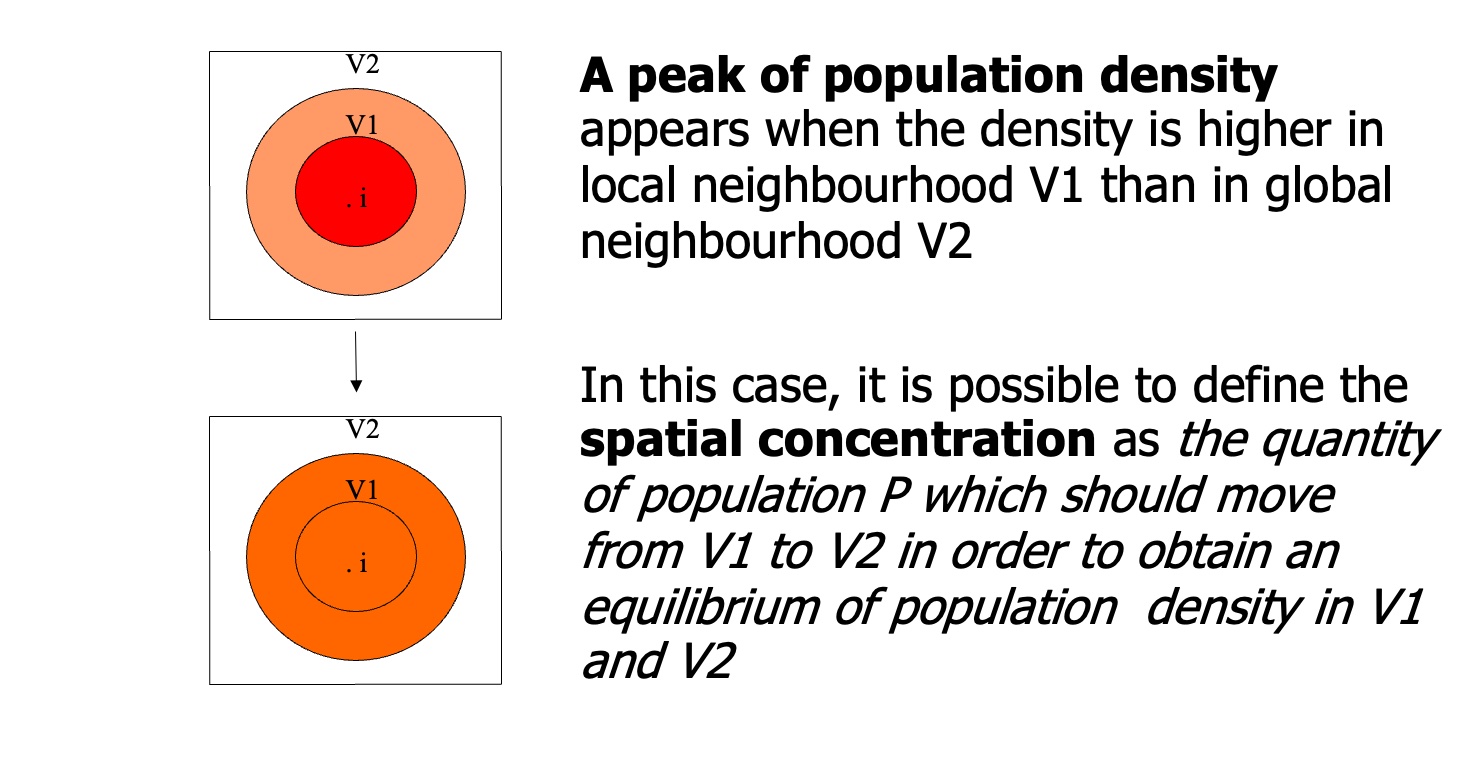 V2
V1
. i
A peak of population density
appears when the density is higher in
local neighbourhood V1 than in global
neighbourhood V2
V2
V1
. i
In this case, it is possible to define the
spatial concentration as the quantity
of population P which should move
from V1 to V2 in order to obtain an
equilibrium of population  density in V1
and V2